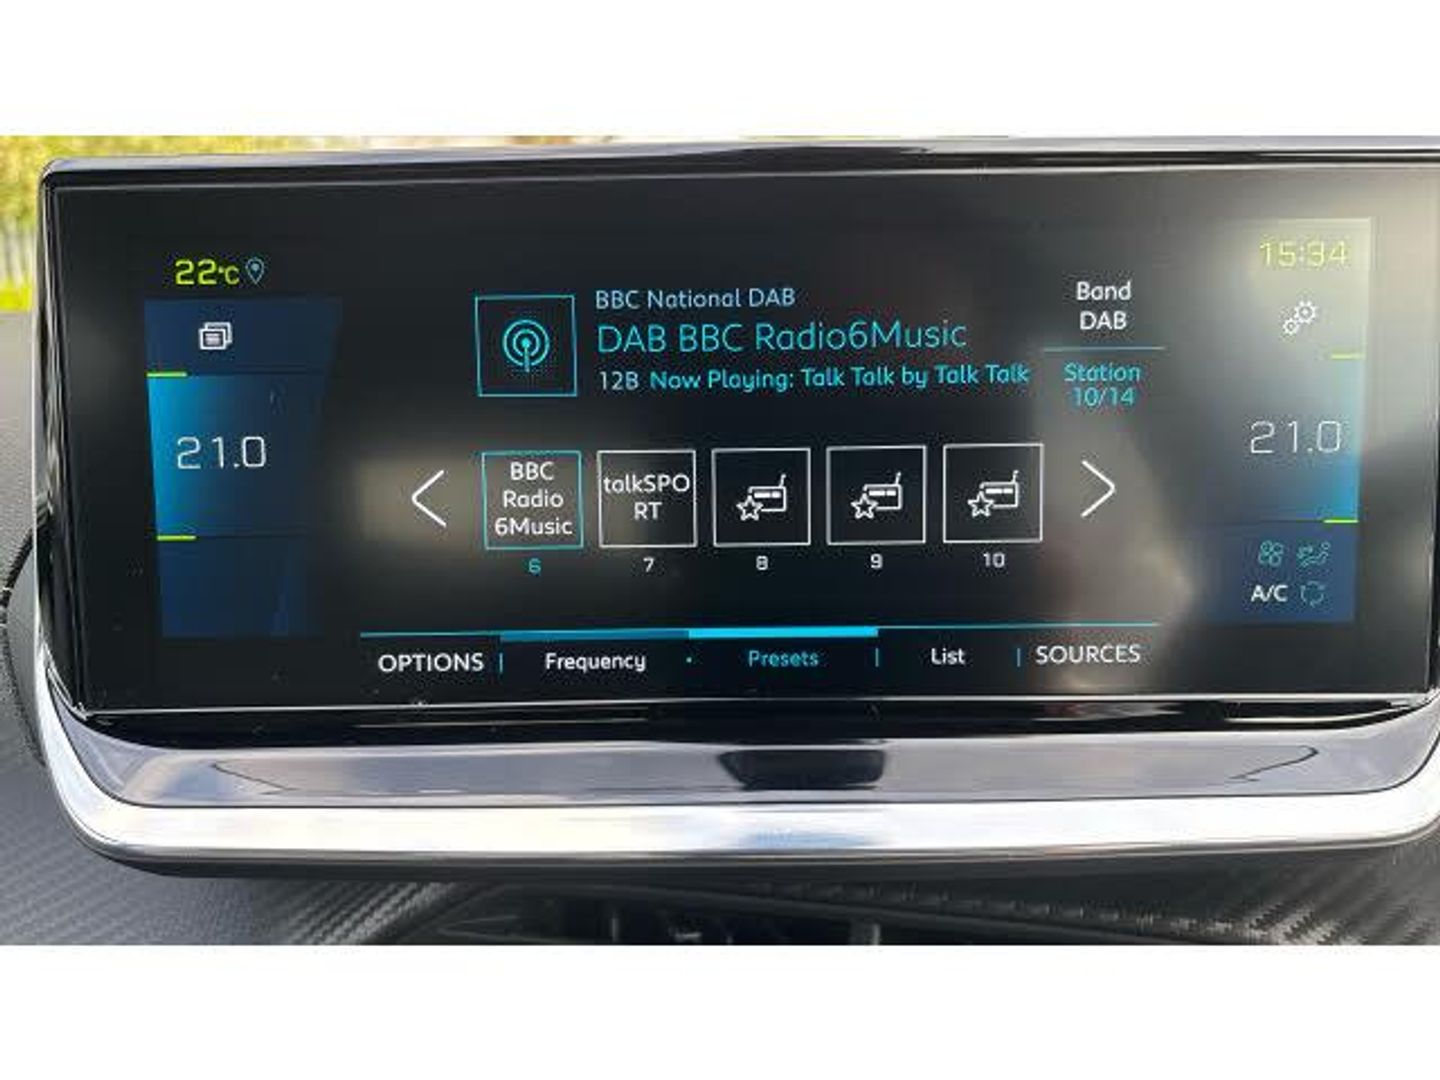 22°C
15:34
BBC National DAB
DAB BBC Radio6Music
12B Now Playing: Talk Talk by Talk Talk
Band
DAB
Station
10/14
21.0
21.0
BBC
Radio
6Music
talkSPO
RT
6
7
8
9
10
A/C
OPTIONS
Frequency
Presets
List
SOURCES